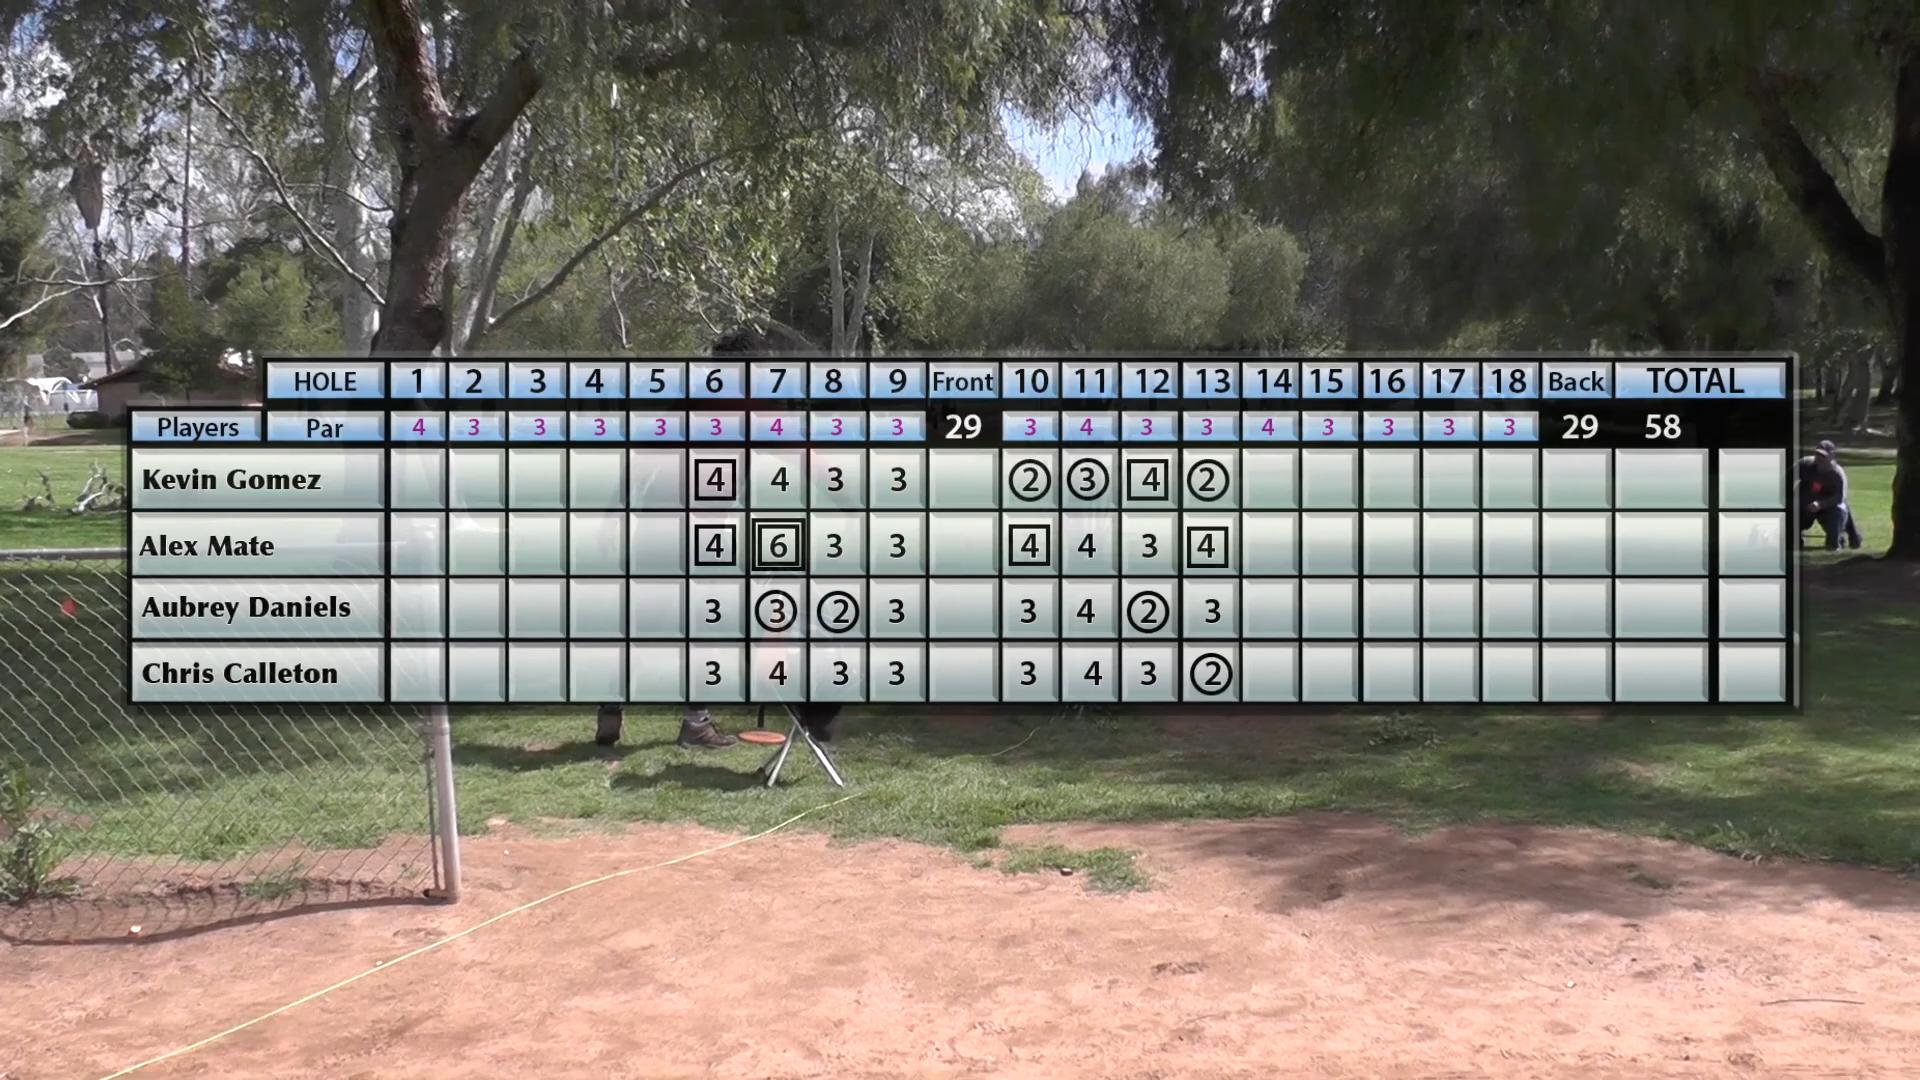 HOLE 1 2 3 4 5 6 7 8 9 Front 10 11 12 13 14 15 16 17 18 Back TOTAL
Players Par 4 3 3 3 3 3 4 3 3 29 3 4 3 3 4 3 3 3 3 29 58
Kevin Gomez 4 4 3 3 2 3 4 2
Alex Mate 4 6 3 3 4 4 3 4
Aubrey Daniels 3 3 2 3 3 4 2 3
Chris Calleton 3 4 3 3 3 4 3 2